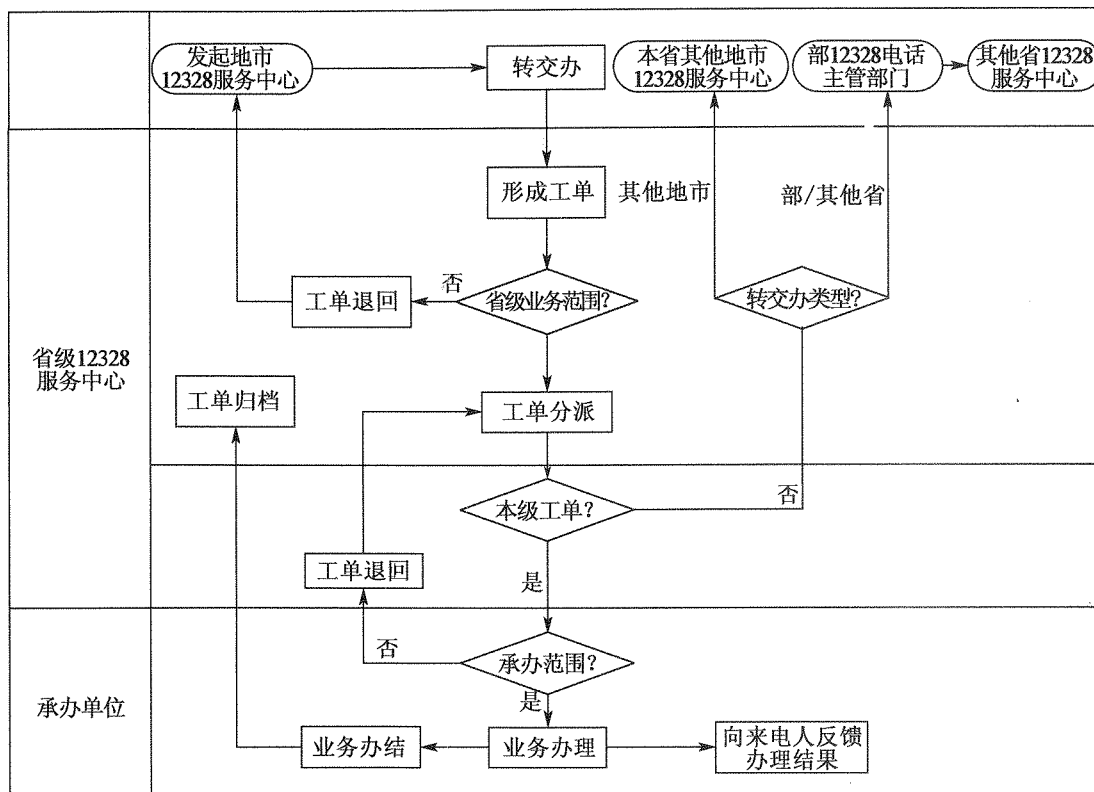 发起地市
12328服务中心
转交办
本省其他地市
12328服务中心
部12328电话
主管部门
其他省12328
服务中心
形成工单
其他地市
部/其他省
否
工单退回
省级业务范围?
转交办类型?
省级12328
服务中心
工单归档
工单分派
否
本级工单?
工单退回
是
否
承办范围?
承办单位
是
业务办结
业务办理
向来电人反馈
办理结果